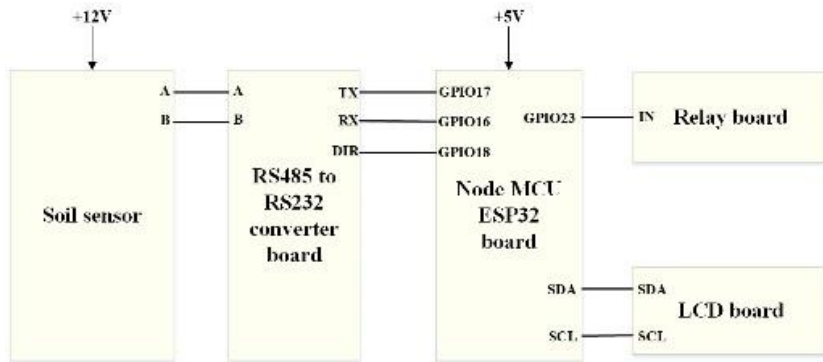 +12V
+5V
A
A
TX
GPIO17
B
B
RX
GPIO16
GPIO23
IN
Relay board
DIR
GPIO18
Soil sensor
RS485 to
RS232
converter
board
Node MCU
ESP32
board
SDA
SDA
LCD board
SCL
SCL